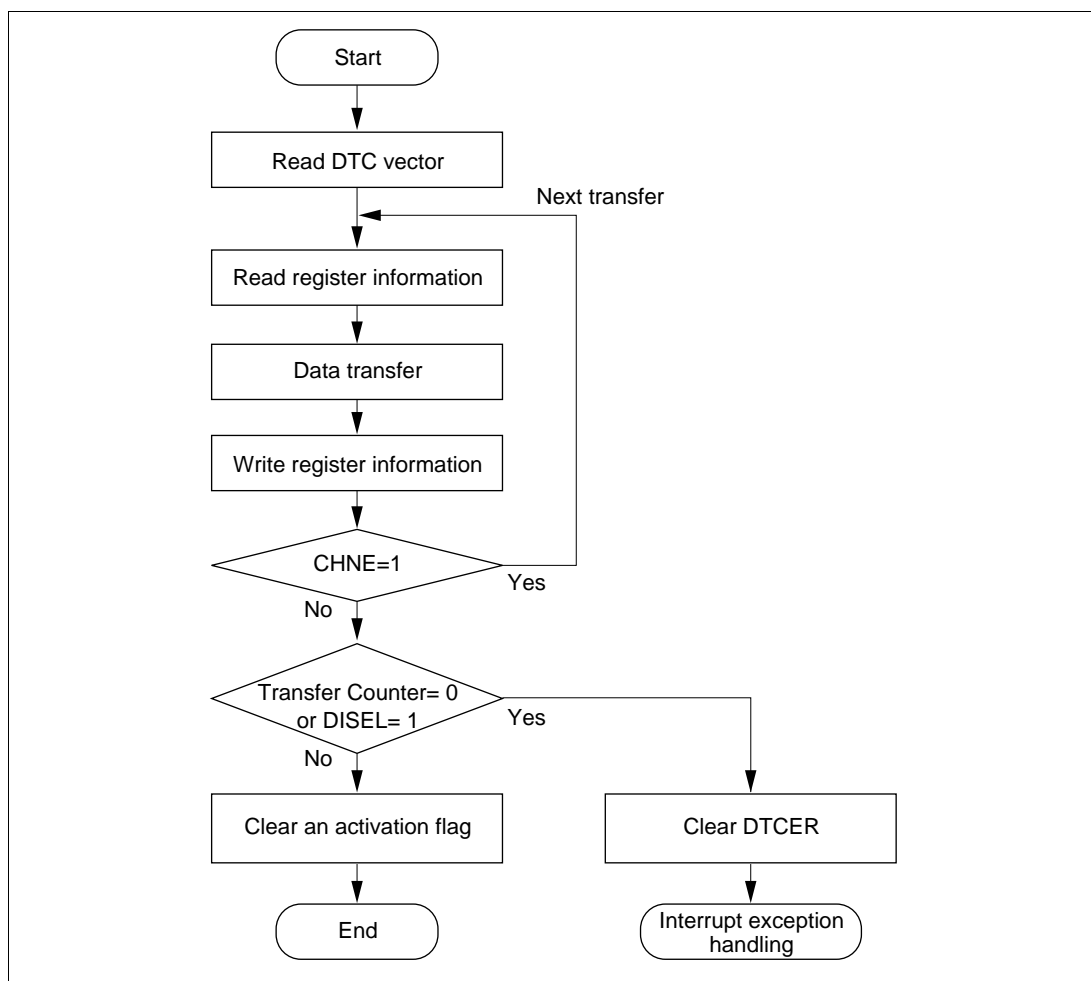 Start
Read DTC vector
Next transfer
Read register information
Data transfer
Write register information
CHNE=1
Yes
No
Transfer Counter= 0
or DISEL= 1
Yes
No
Clear an activation flag
Clear DTCER
End
Interrupt exception
handling